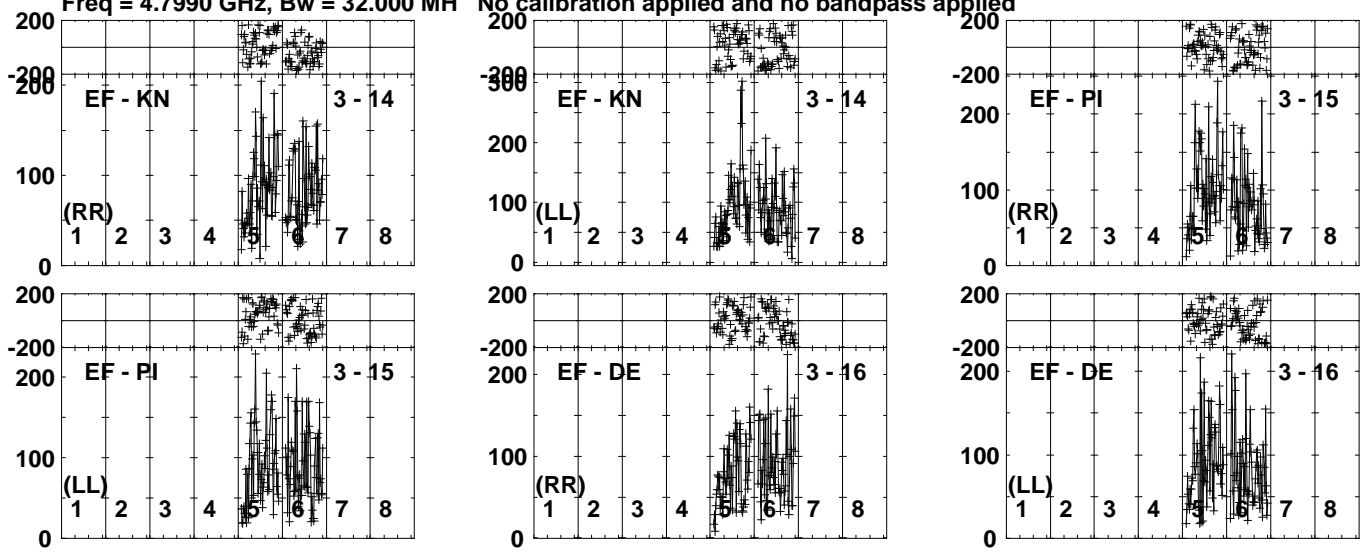 Freq = 4.7990 GHz, Bw = 32.000 MH No calibration applied and no bandpass applied
200 200 200
-200 -200 -200
200 300 200
EF - KN 3 - 14 EF - KN 3 - 14 EF - PI 3 - 15
200
100 100 100
(RR) (LL) (RR)
1 2 3 4 5 6 7 8 1 2 3 4 5 6 7 8 1 2 3 4 5 6 7 8
0 0 0
200 200 200
-200 -200 -200
EF - PI 3 - 15 EF - DE 3 - 16 EF - DE 3 - 16
200 200 200
100 100 100
(LL) (RR) (LL)
1 2 3 4 5 6 7 8 1 2 3 4 5 6 7 8 1 2 3 4 5 6 7 8
0 0 0